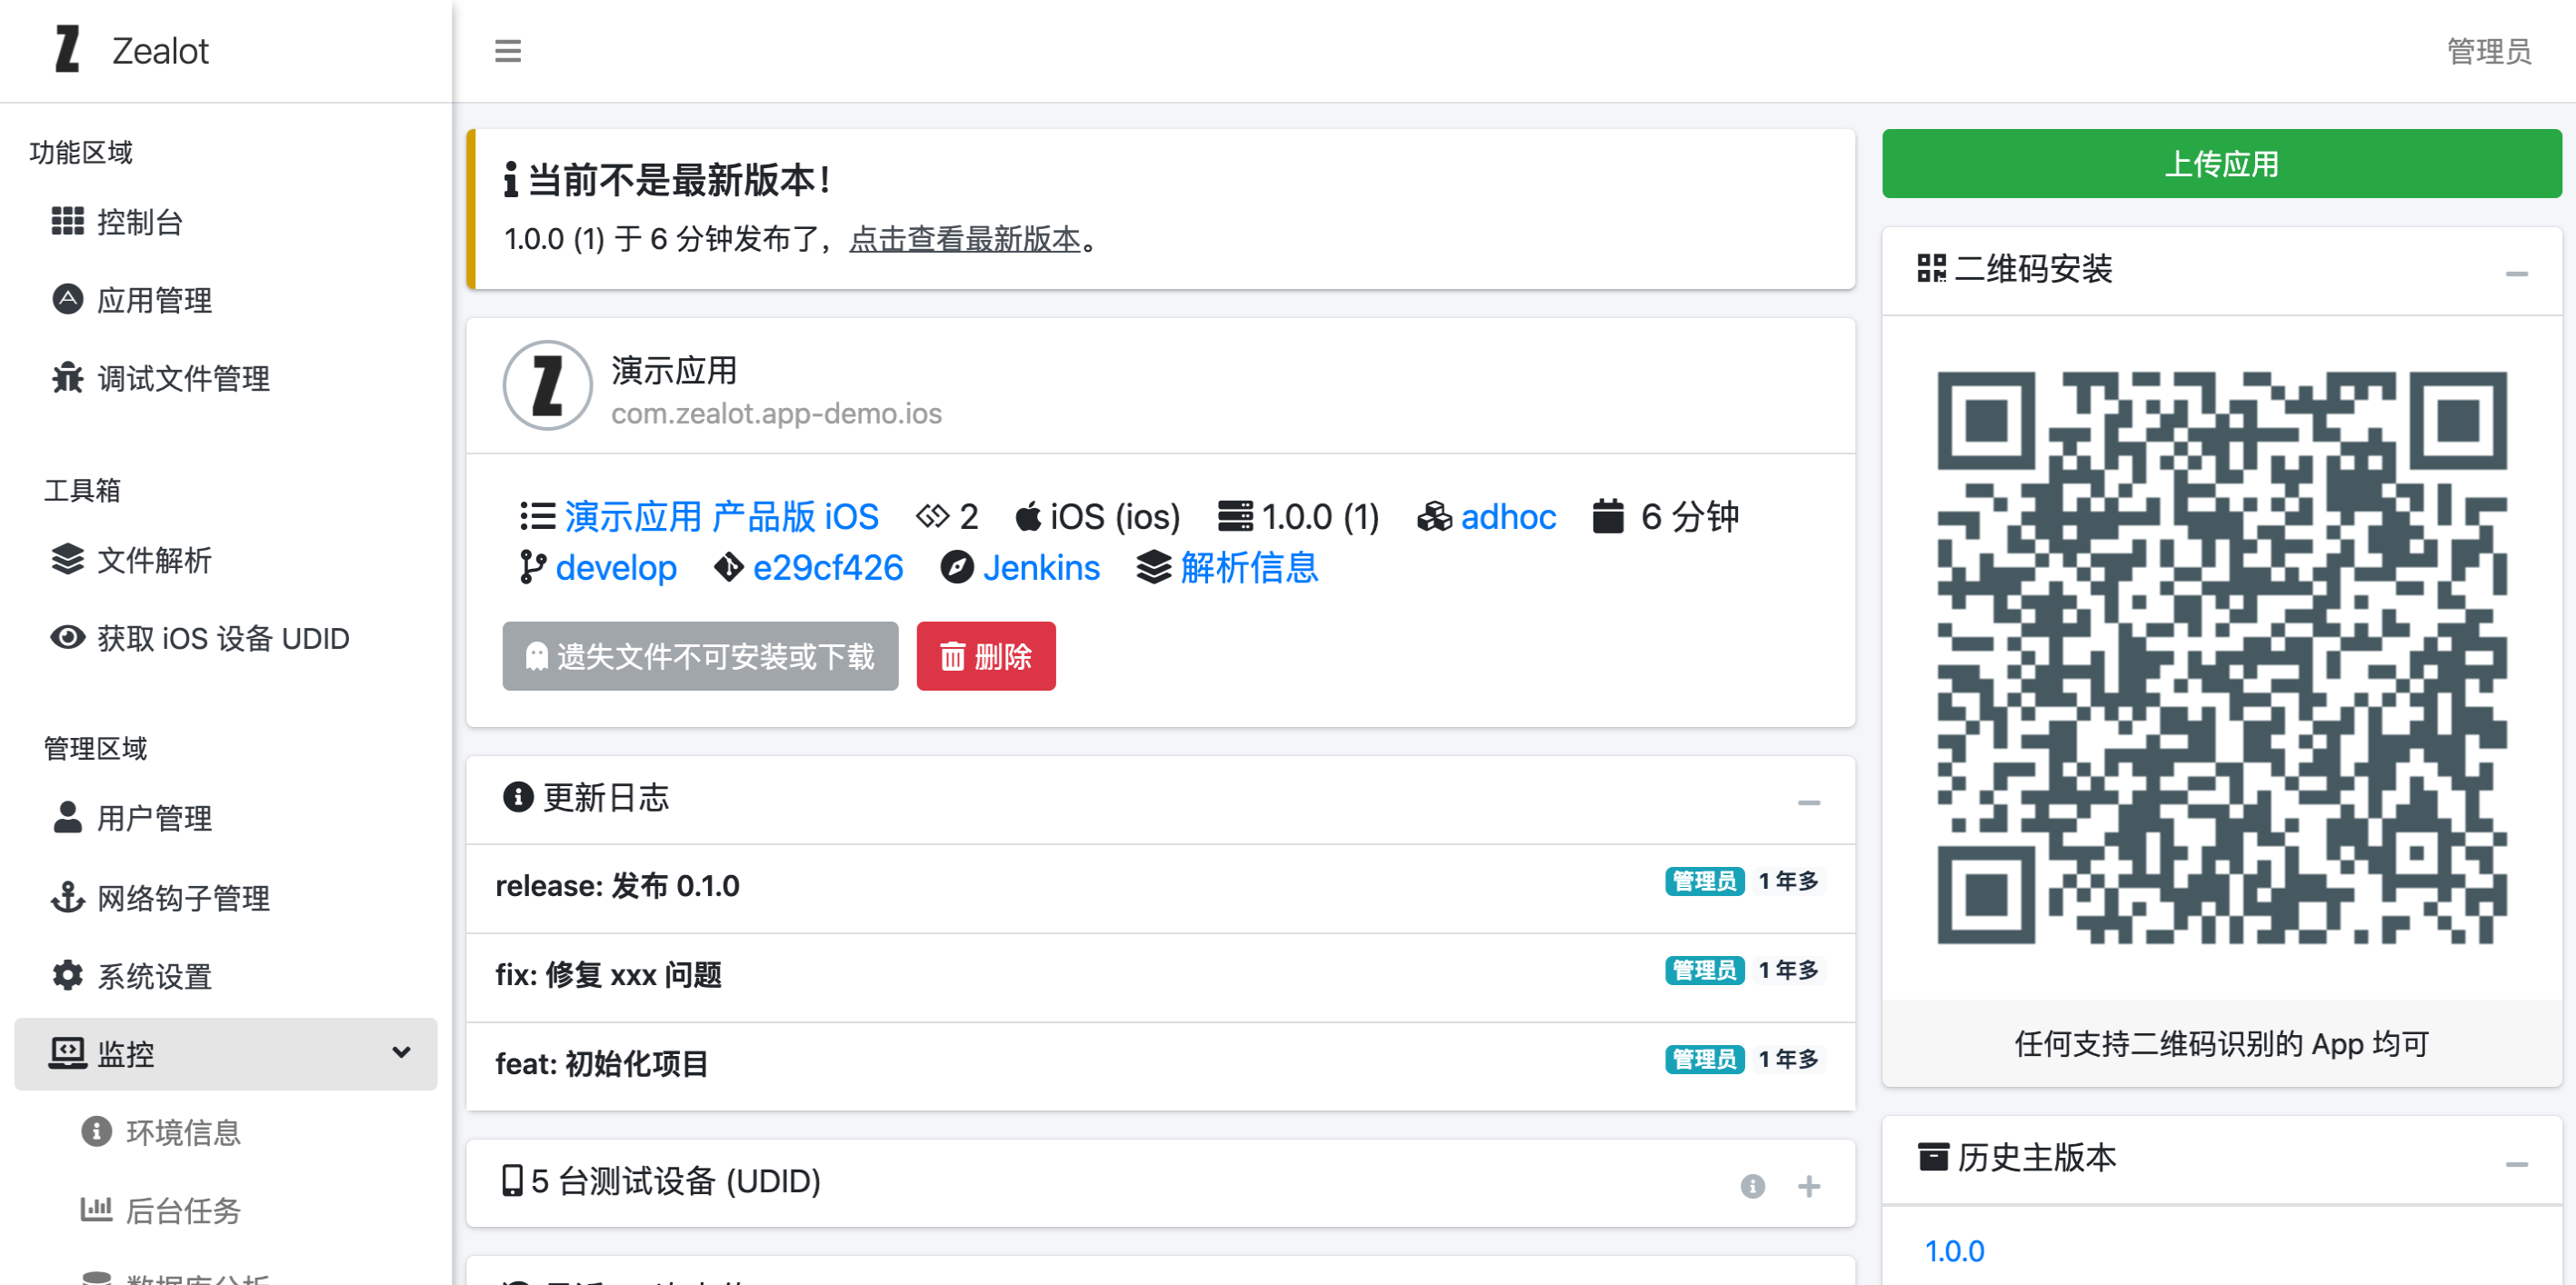 Zealot
管理员
功能区域
控制台
应用管理
调试文件管理
工具箱
文件解析
获取 iOS 设备 UDID
管理区域
用户管理
网络钩子管理
系统设置
监控
环境信息
后台任务
数据库分析
当前不是最新版本！
1.0.0 (1) 于 6 分钟发布了，点击查看最新版本。
演示应用
com.zealot.app-demo.ios
演示应用 产品版 iOS 2 iOS (ios) 1.0.0 (1) adhoc 6 分钟
develop e29cf426 Jenkins 解析信息
遗失文件不可安装或下载 删除
更新日志
release: 发布 0.1.0 管理员 1 年多
fix: 修复 xxx 问题 管理员 1 年多
feat: 初始化项目 管理员 1 年多
5 台测试设备 (UDID)
上传应用
二维码安装
任何支持二维码识别的 App 均可
历史主版本
1.0.0